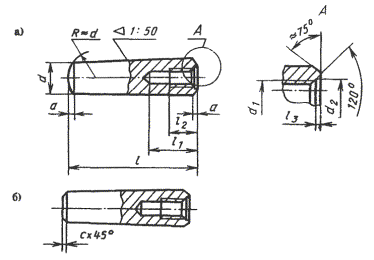 а)
R≈d
◁ 1:50
A
d
a
a
l₂
l₁
l
A
≈75°
120°
d₁
d₂
l₃
б)
c×45°